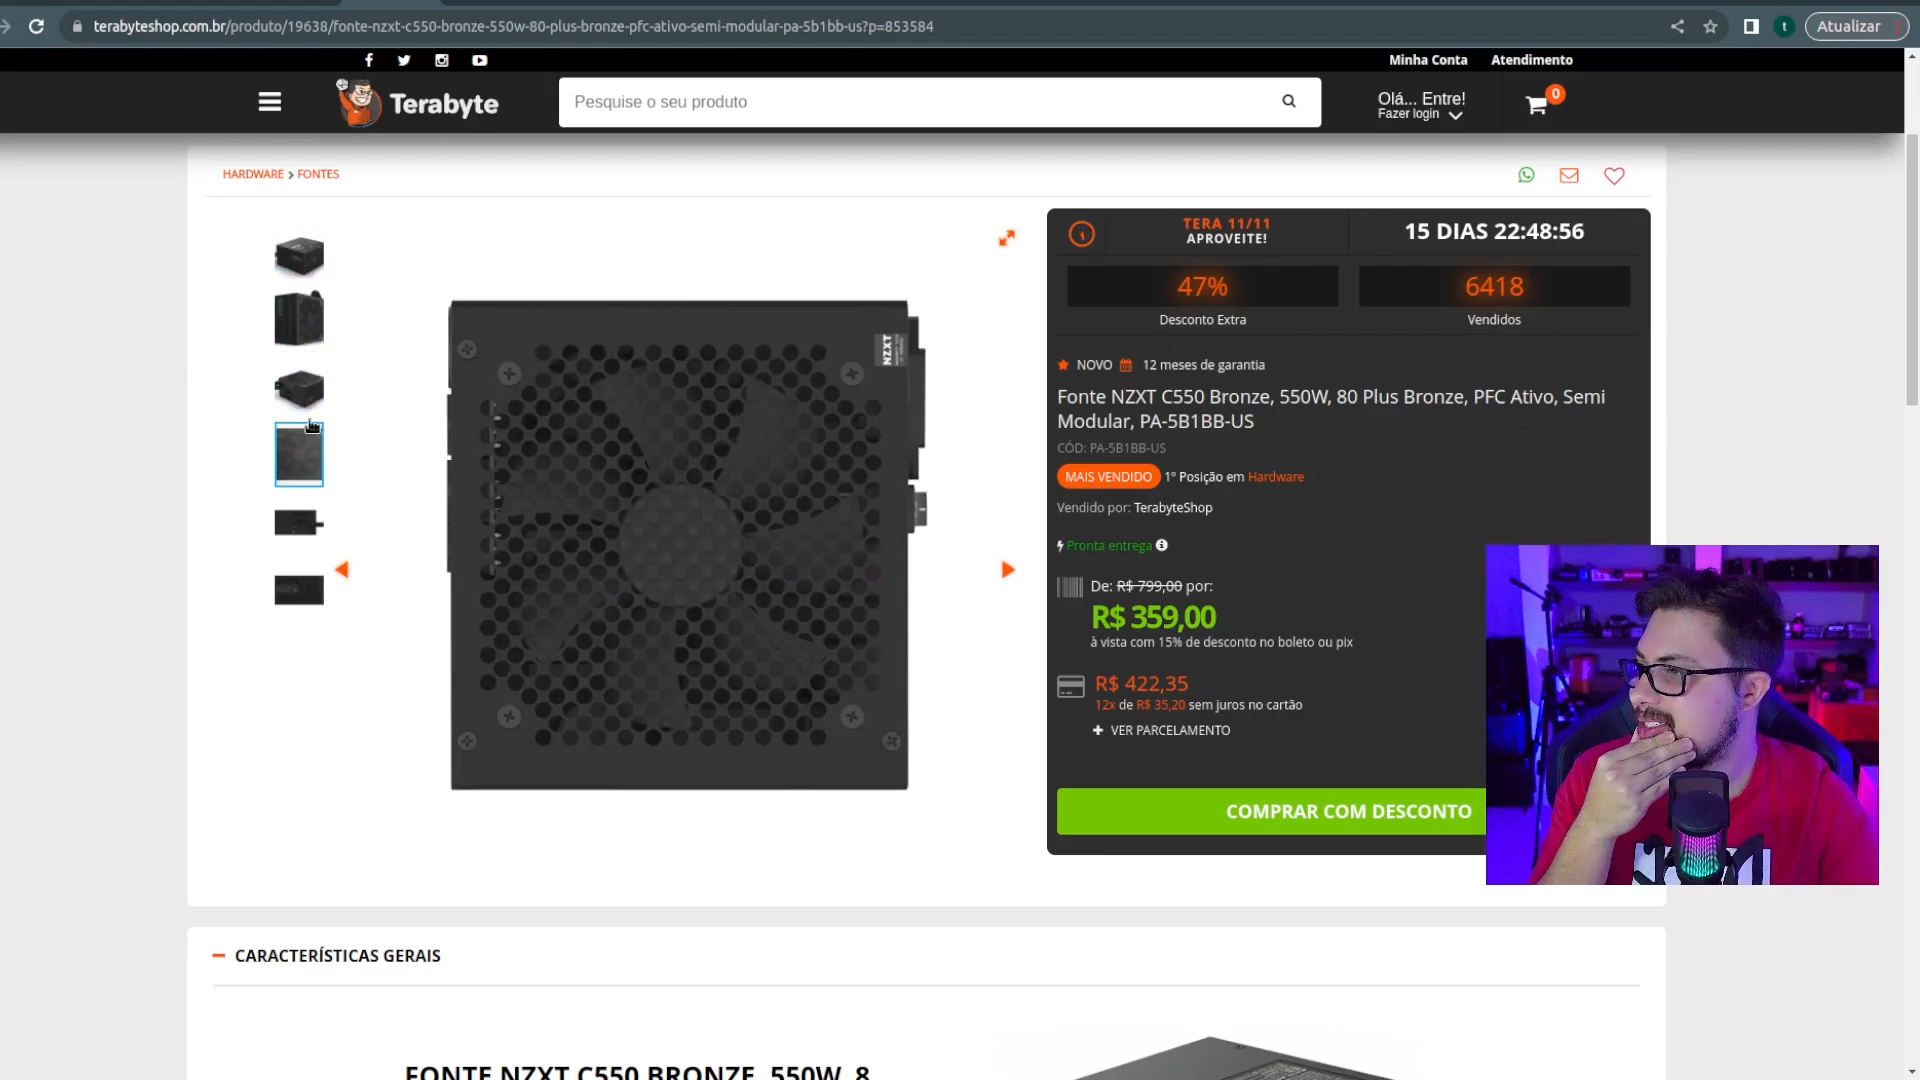 terabyteshop.com.br/produto/19638/fonte-nzxt-c550-bronze-550w-80-plus-bronze-pfc-ativo-semi-modular-pa-5b1bb-us?p=853584
t
Atualizar
Minha Conta
Atendimento
Terabyte
Pesquise o seu produto
Olá... Entre!
Fazer login
0
HARDWARE > FONTES
TERA 11/11
APROVEITE!
15 DIAS 22:48:56
47%
Desconto Extra
6418
Vendidos
NOVO
12 meses de garantia
Fonte NZXT C550 Bronze, 550W, 80 Plus Bronze, PFC Ativo, Semi
Modular, PA-5B1BB-US
CÓD: PA-5B1BB-US
MAIS VENDIDO 1º Posição em Hardware
Vendido por: TerabyteShop
Pronta entrega
De: R$ 799,00 por:
R$ 359,00
à vista com 15% de desconto no boleto ou pix
R$ 422,35
12x de R$ 35,20 sem juros no cartão
+ VER PARCELAMENTO
COMPRAR COM DESCONTO
NZXT
CARACTERÍSTICAS GERAIS
FONTE NZXT C550 BRONZE, 550W, 8